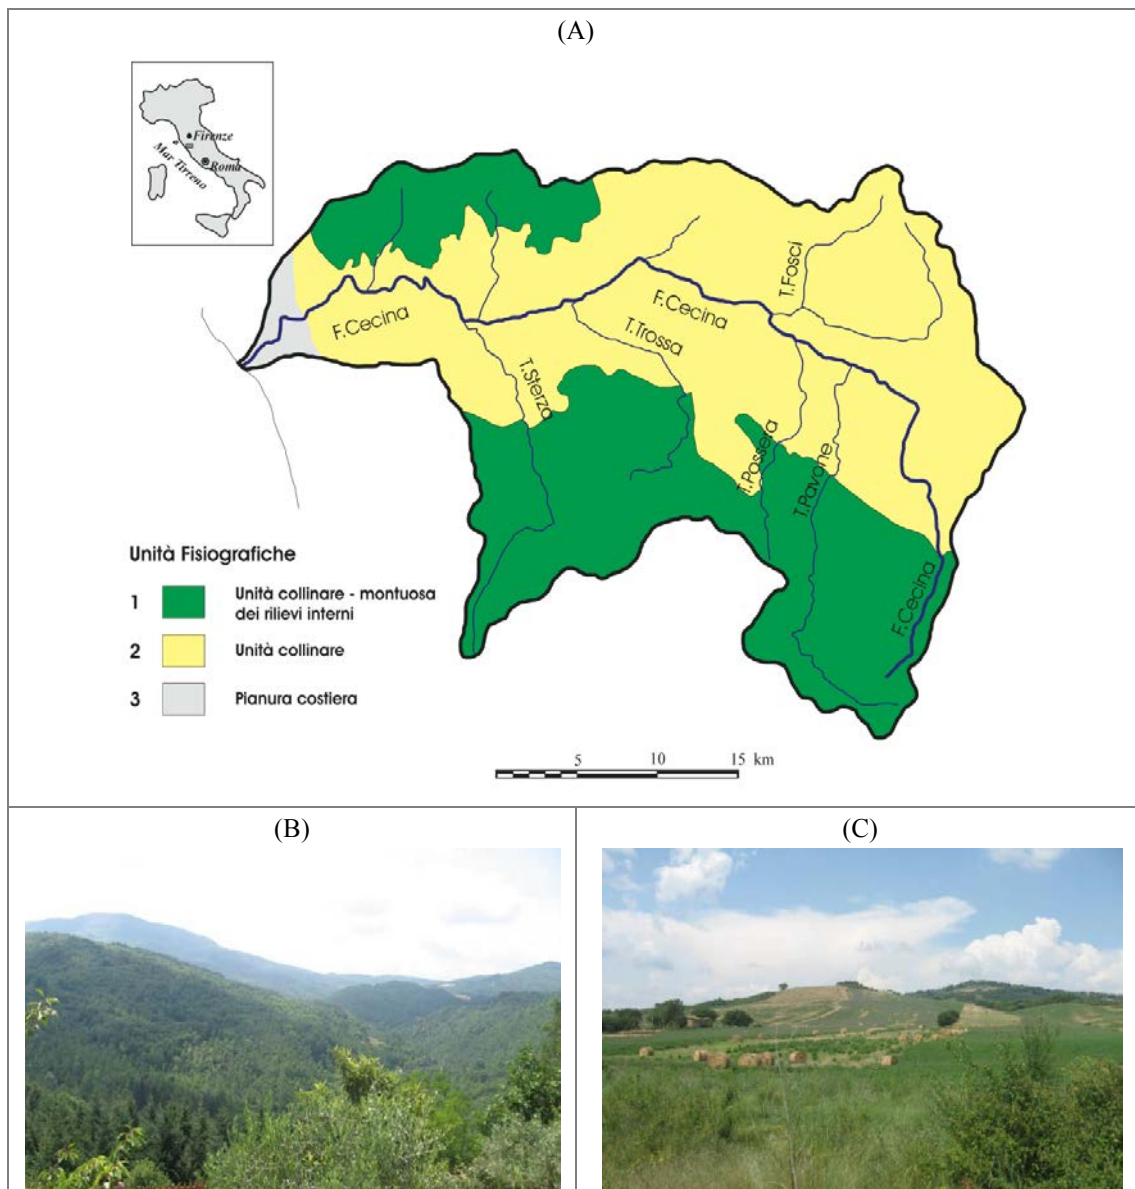 (A)
Firenze
Mar Tirreno
Roma
T.Fosci
F.Cecina
F.Cecina
T.Trossa
T.Sterza
T.Possera
T.Pavone
F.Cecina
Unità Fisiografiche
1 Unità collinare - montuosa
dei rilievi interni
2 Unità collinare
3 Pianura costiera
5 10 15 km
(B) (C)